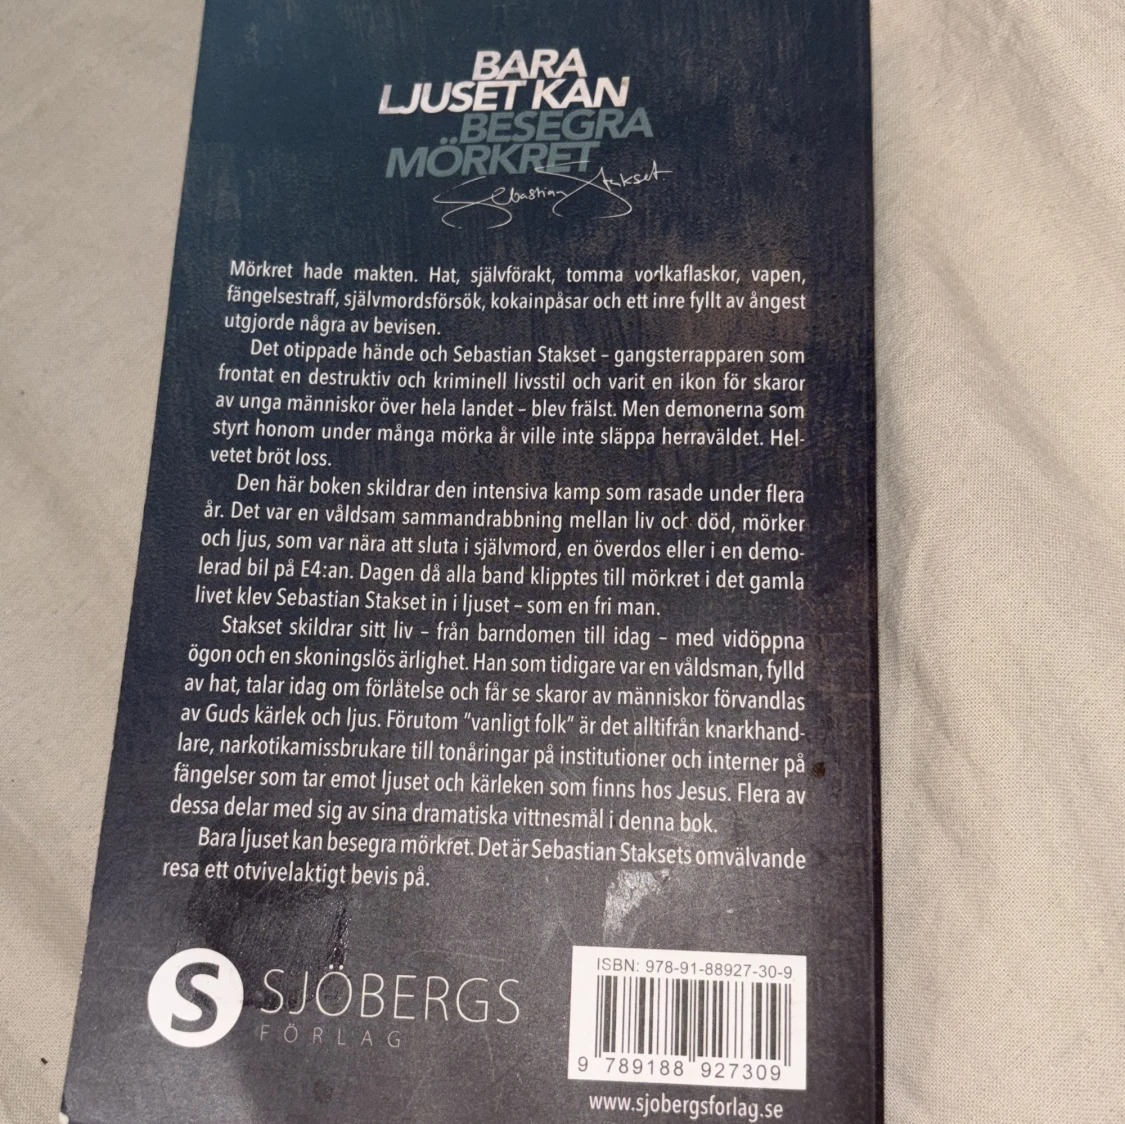 BARA
LJUSET KAN
BESEGRA
MÖRKRET
Sebastian Stakset
Mörkret hade makten. Hat, självförakt, tomma vodkaflaskor, vapen,
fängelsestraff, självmordsförsök, kokainpåsar och ett inre fyllt av ångest
utgjorde några av bevisen.
Det otippade hände och Sebastian Stakset – gangsterrapparen som
frontat en destruktiv och kriminell livsstil och varit en ikon för skaror
av unga människor över hela landet – blev frälst. Men demonerna som
styrt honom under många mörka år ville inte släppa herraväldet. Hel-
vetet bröt loss.
Den här boken skildrar den intensiva kamp som rasade under flera
år. Det var en våldsam sammandrabbning mellan liv och död, mörker
och ljus, som var nära att sluta i självmord, en överdos eller i en demo-
lerad bil på E4:an. Dagen då alla band klipptes till mörkret i det gamla
livet klev Sebastian Stakset in i ljuset – som en fri man.
Stakset skildrar sitt liv – från barndomen till idag – med vidöppna
ögon och en skoningslös ärlighet. Han som tidigare var en våldsman, fylld
av hat, talar idag om förlåtelse och får se skaror av människor förvandlas
av Guds kärlek och ljus. Förutom ”vanligt folk” är det alltifrån knarkhand-
lare, narkotikamissbrukare till tonåringar på institutioner och interner på
fängelser som tar emot ljuset och kärleken som finns hos Jesus. Flera av
dessa delar med sig av sina dramatiska vittnesmål i denna bok.
Bara ljuset kan besegra mörkret. Det är Sebastian Staksets omvälvande
resa ett otvivelaktigt bevis på.
S SJÖBERGS
FÖRLAG
ISBN: 978-91-88927-30-9
9 789188 927309
www.sjobergsforlag.se